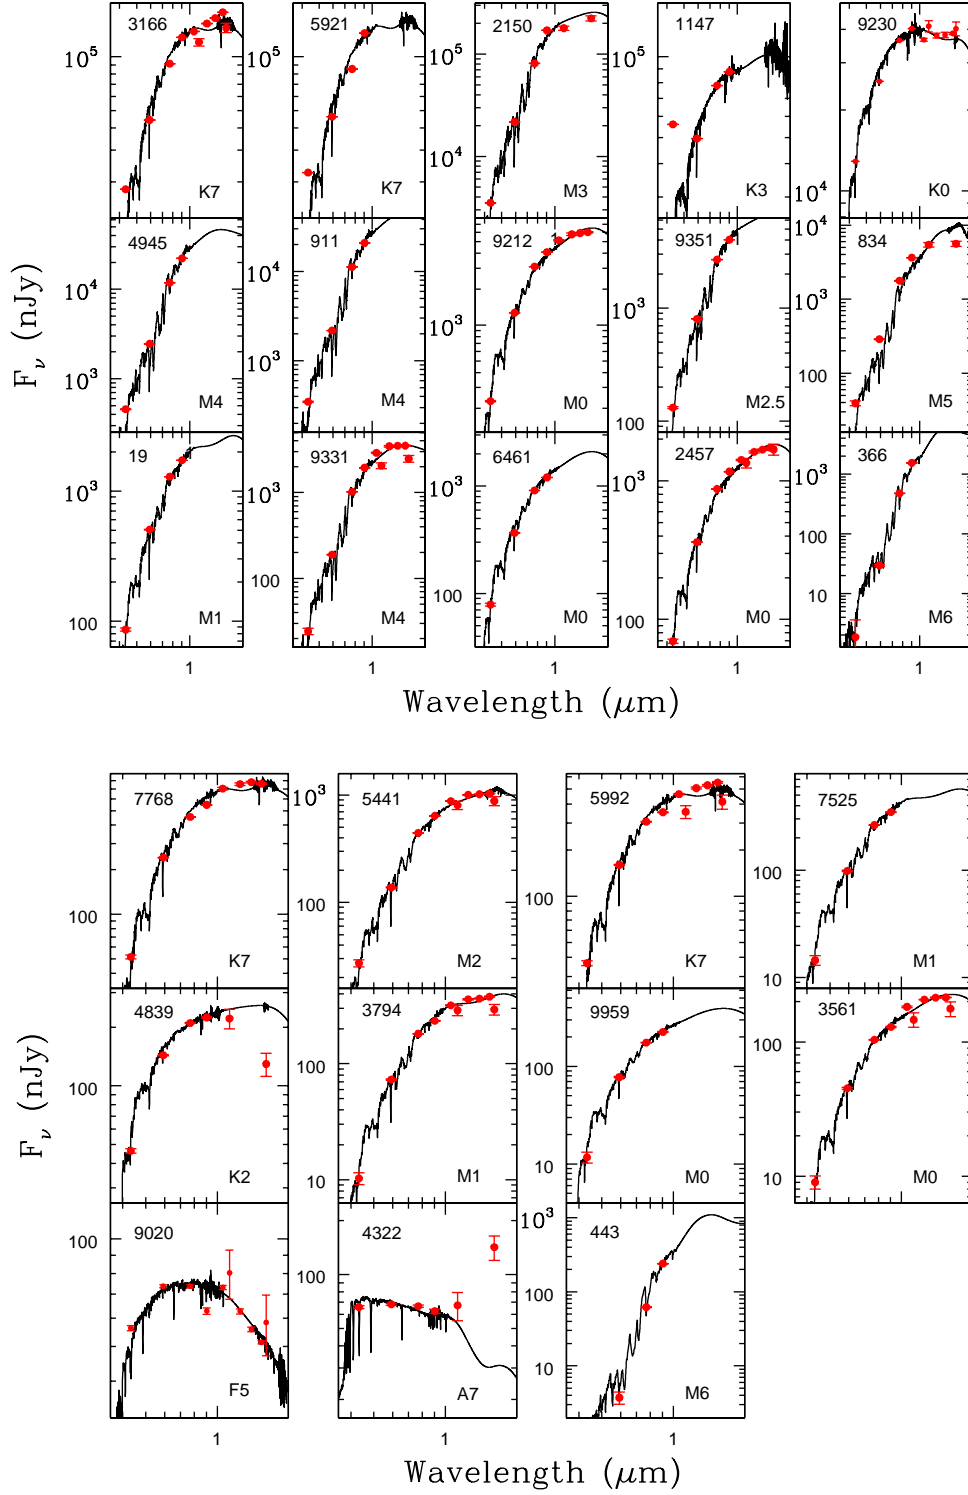 3166 5921 2150 1147 9230
10^5 10^5 10^5 10^5
10^4 10^4
K7 K7 M3 K3 K0
4945 911 9212 9351 834
10^4 10^4 10^4 10^3 10^4
10^3 10^3 10^3 100 10^3
100
M4 M4 M0 M2.5 M5
19 9331 6461 2457 366
10^3 10^3 10^3 10^3 10^3
100 100 100 100 100
10
M1 M4 M0 M0 M6
F_ν (nJy)
1 1 1 1 1
Wavelength (μm)
7768 5441 5992 7525
100 10^3 100 100
100 10
K7 M2 K7 M1
4839 3794 9959 3561
100 100 100 100
10 10 10
K2 M1 M0 M0
9020 4322 443
100 100 10^3
100
10
F5 A7 M6
F_ν (nJy)
1 1 1
Wavelength (μm)